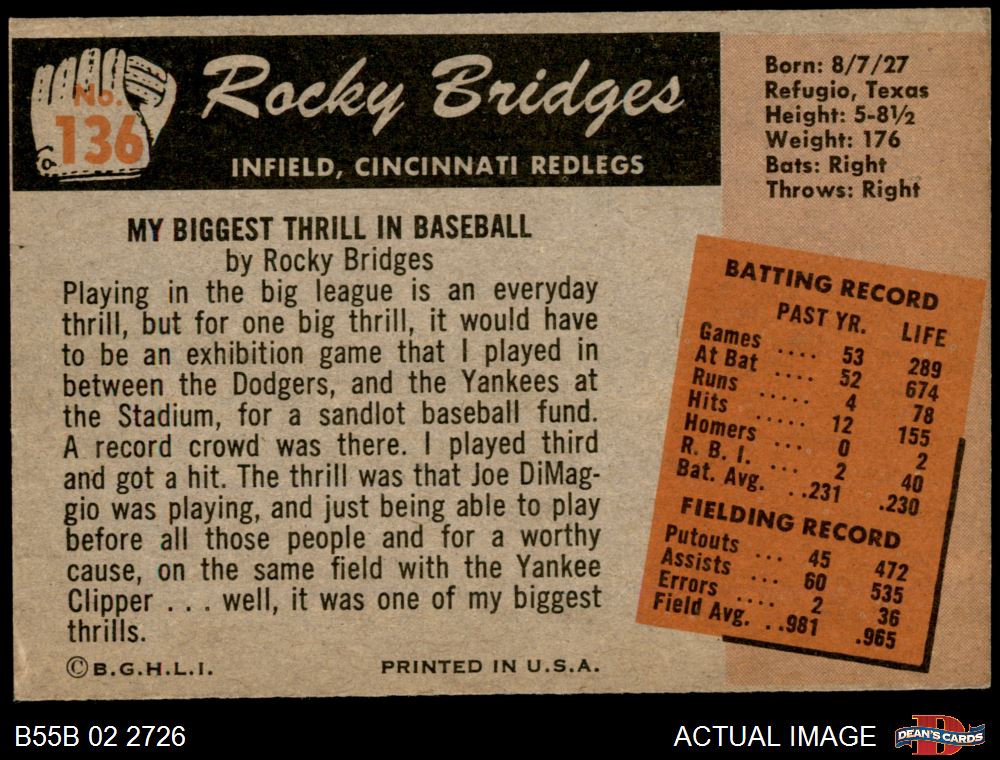 No.
136
Rocky Bridges
INFIELD, CINCINNATI REDLEGS
Born: 8/7/27
Refugio, Texas
Height: 5-8½
Weight: 176
Bats: Right
Throws: Right
MY BIGGEST THRILL IN BASEBALL
by Rocky Bridges
Playing in the big league is an everyday
thrill, but for one big thrill, it would have
to be an exhibition game that I played in
between the Dodgers, and the Yankees at
the Stadium, for a sandlot baseball fund.
A record crowd was there. I played third
and got a hit. The thrill was that Joe DiMag-
gio was playing, and just being able to play
before all those people and for a worthy
cause, on the same field with the Yankee
Clipper . . . well, it was one of my biggest
thrills.
©B.G.H.L.I. PRINTED IN U.S.A.
BATTING RECORD
PAST YR. LIFE
Games .... 53 289
At Bat .... 52 674
Runs ..... 4 78
Hits ..... 12 155
Homers ... 0 2
R. B. I. ... 2 40
Bat. Avg. ..231 .230
FIELDING RECORD
Putouts ... 45 472
Assists ... 60 535
Errors .... 2 36
Field Avg. ..981 .965
B55B 02 2726
ACTUAL IMAGE
D
DEAN'S CARDS